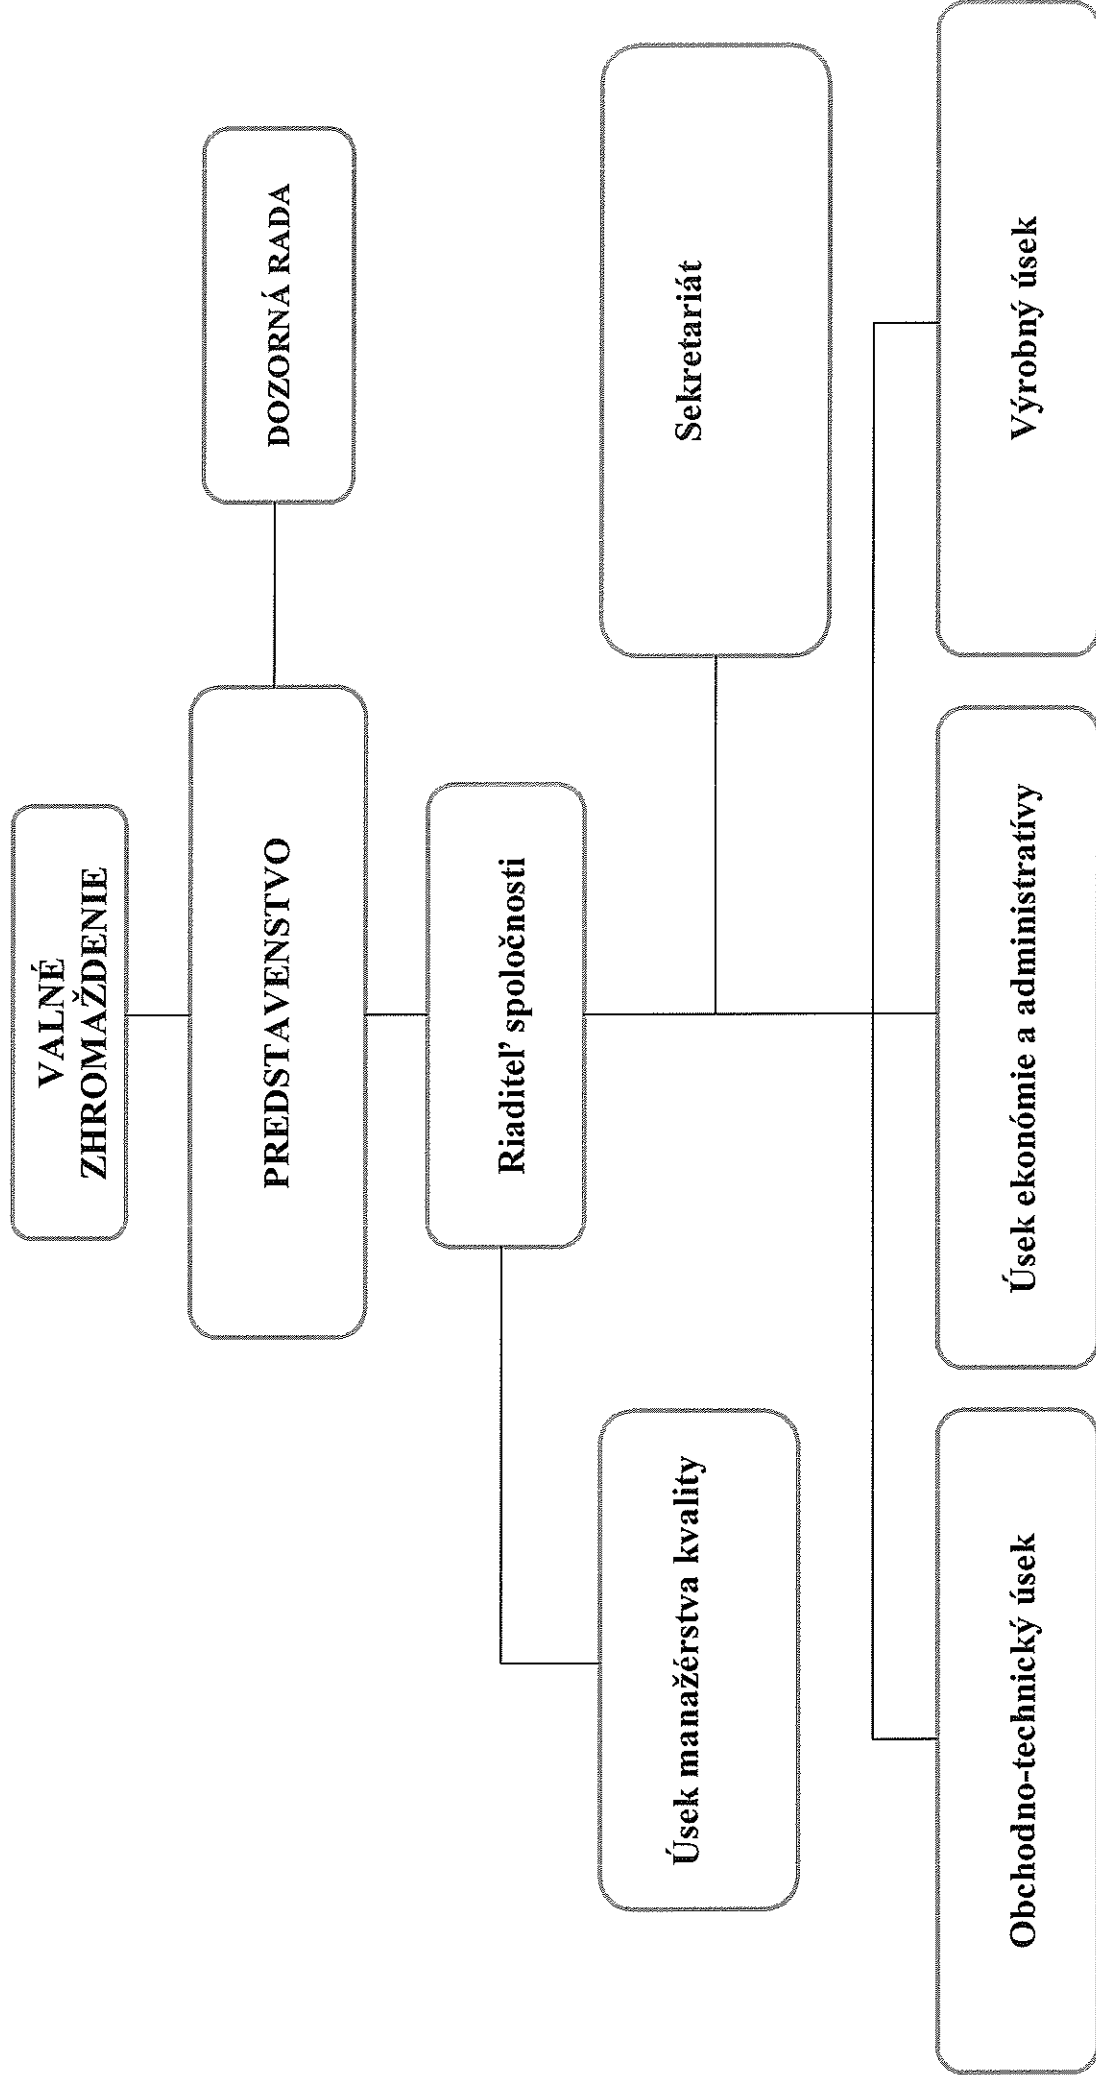 VALNÉ
ZHROMAŽDENIE
PREDSTAVENSTVO
DOZORNÁ RADA
Riaditeľ spoločnosti
Úsek manažérstva kvality
Sekretariát
Obchodno-technický úsek
Úsek ekonómie a administratívy
Výrobný úsek